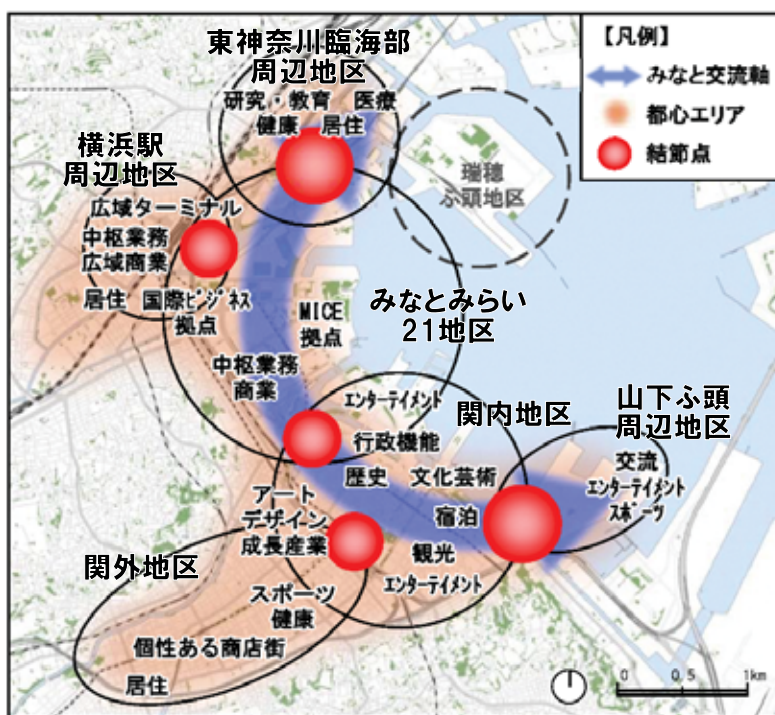 【凡例】
みなと交流軸
都心エリア
結節点
東神奈川臨海部
周辺地区
研究・教育　医療
健康　居住
瑞穂
ふ頭地区
横浜駅
周辺地区
広域ターミナル
中枢業務
広域商業
居住　国際ビジネス
拠点
みなとみらい
21地区
MICE
拠点
中枢業務
商業
エンターテイメント
行政機能
関内地区
山下ふ頭
周辺地区
交流
エンターテイメント
スポーツ
歴史　文化芸術
アート
デザイン
成長産業
宿泊
観光
エンターテイメント
関外地区
スポーツ
健康
個性ある商店街
居住
0　0.5　1km